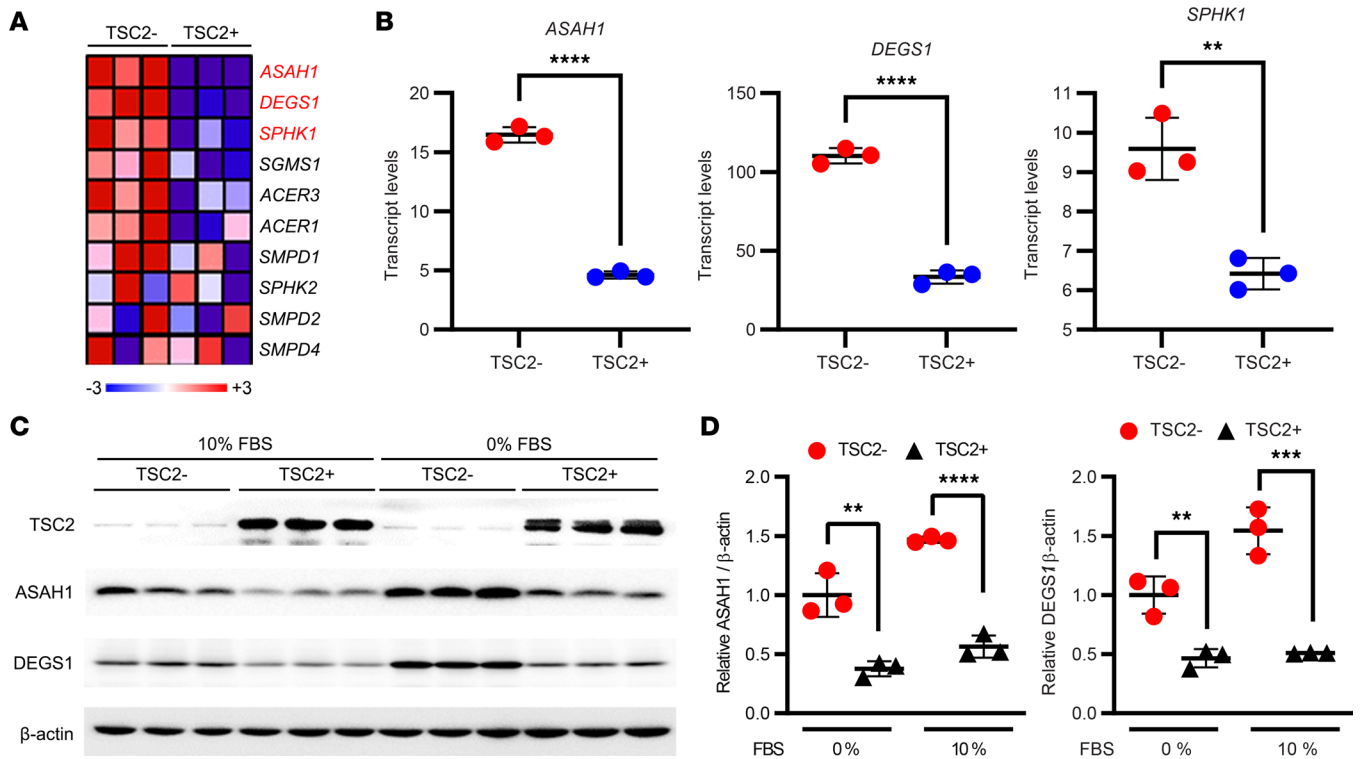 A
TSC2- TSC2+
ASAH1
DEGS1
SPHK1
SGMS1
ACER3
ACER1
SMPD1
SPHK2
SMPD2
SMPD4
-3 +3
B
ASAH1
****
Transcript levels
20
15
10
5
0
TSC2- TSC2+
DEGS1
****
Transcript levels
150
100
50
0
TSC2- TSC2+
SPHK1
**
Transcript levels
11
10
9
8
7
6
5
TSC2- TSC2+
C
10% FBS 0% FBS
TSC2- TSC2+ TSC2- TSC2+
TSC2
ASAH1
DEGS1
β-actin
D
TSC2- TSC2+
** ****
Relative ASAH1 / β-actin
2.0
1.5
1.0
0.5
0.0
FBS 0 % 10 %
TSC2- TSC2+
** ***
Relative DEGS1/β-actin
2.0
1.5
1.0
0.5
0.0
FBS 0 % 10 %